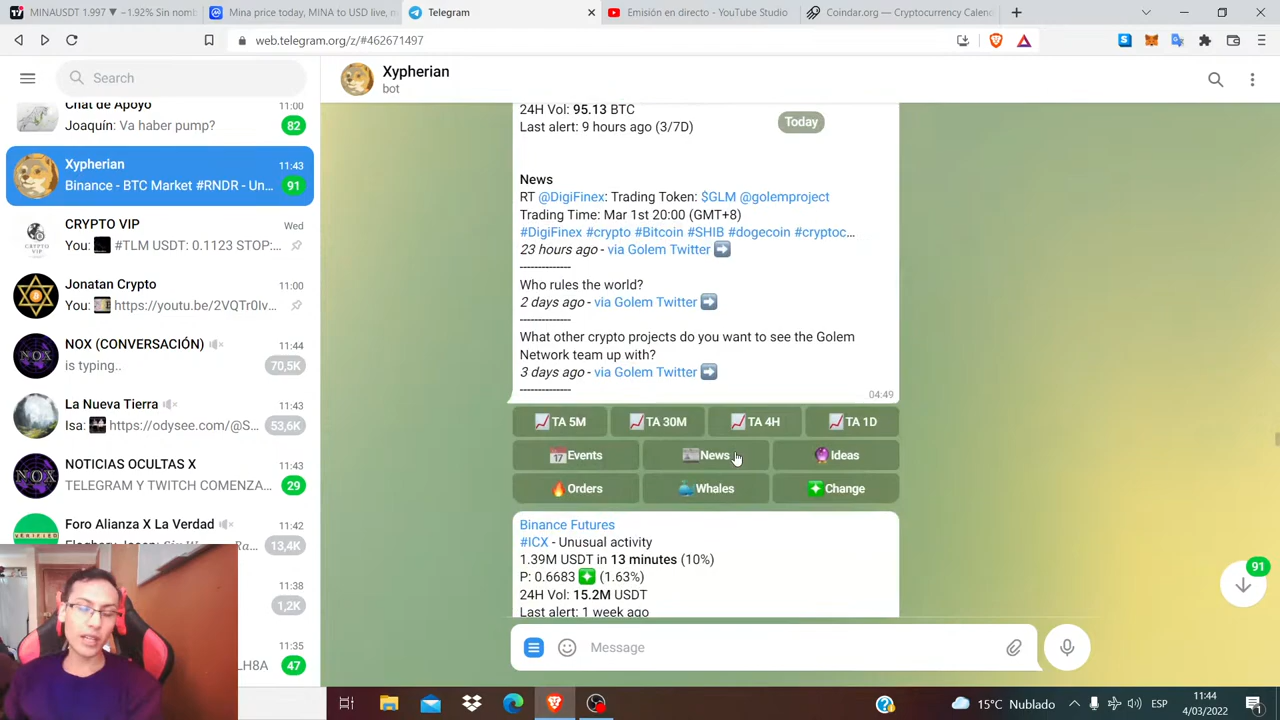 MINAUSDT 1.997 ▼ −1.92% Sin nomb
Mina price today, MINA to USD live, m
Telegram
Emisión en directo - YouTube Studio
Coindar.org — Cryptocurrency Calend
web.telegram.org/z/#462671497
Search
Chat de Apoyo
11:00
Joaquín: Va haber pump?
82
Xypherian
11:43
Binance - BTC Market #RNDR - Un...
91
CRYPTO VIP
Wed
You: #TLM USDT: 0.1123 STOP:...
Jonatan Crypto
11:00
You: https://youtu.be/2VQTr0Iv...
NOX (CONVERSACIÓN)
11:44
is typing..
70,5K
La Nueva Tierra
11:43
Isa: https://odysee.com/@S...
53,6K
NOTICIAS OCULTAS X
11:43
TELEGRAM Y TWITCH COMENZA...
29
Foro Alianza X La Verdad
11:42
13,4K
11:38
1,2K
11:35
LH8A
47
Xypherian
bot
24H Vol: 95.13 BTC
Today
Last alert: 9 hours ago (3/7D)
News
RT @DigiFinex: Trading Token: $GLM @golemproject
Trading Time: Mar 1st 20:00 (GMT+8)
#DigiFinex #crypto #Bitcoin #SHIB #dogecoin #cryptoc...
23 hours ago - via Golem Twitter ➡️
--------------
Who rules the world?
2 days ago - via Golem Twitter ➡️
--------------
What other crypto projects do you want to see the Golem
Network team up with?
3 days ago - via Golem Twitter ➡️
--------------
04:49
TA 5M
TA 30M
TA 4H
TA 1D
Events
News
Ideas
Orders
Whales
Change
Binance Futures
#ICX - Unusual activity
1.39M USDT in 13 minutes (10%)
P: 0.6683 (1.63%)
24H Vol: 15.2M USDT
Last alert: 1 week ago
91
Message
15°C Nublado
ESP
11:44
4/03/2022
1